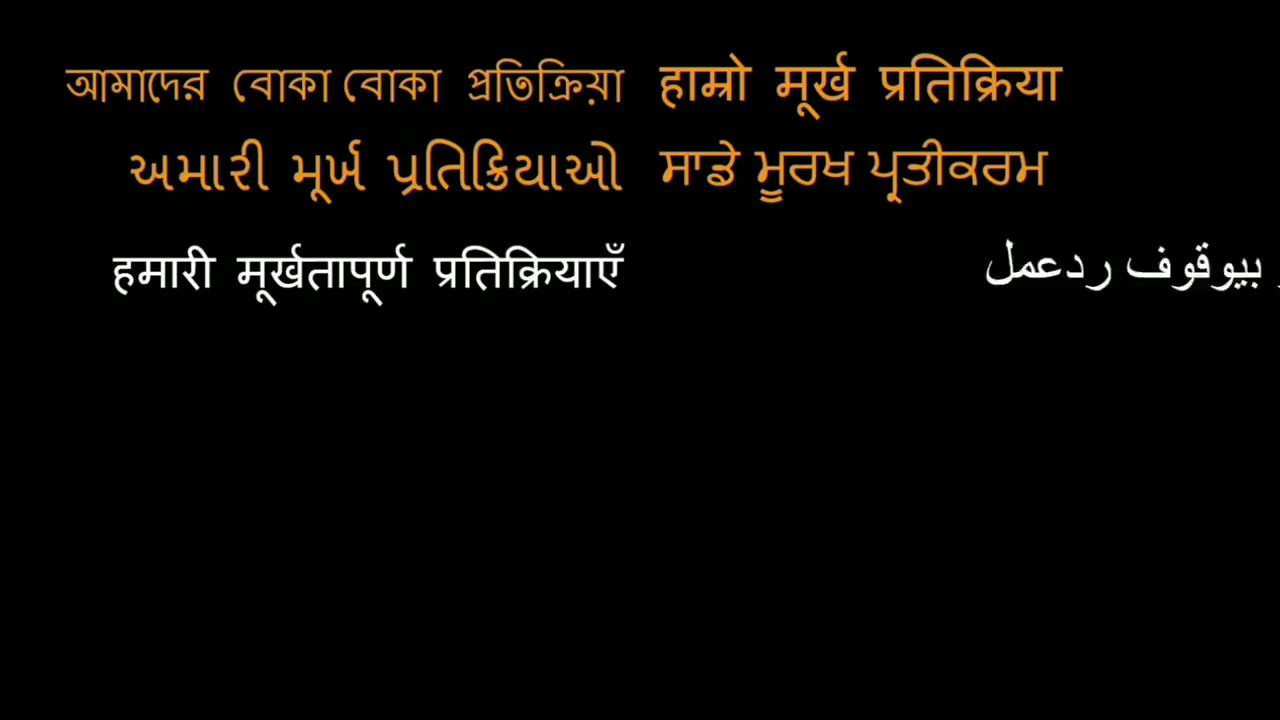 আমাদের বোকা বোকা প্রতিক্রিয়া हाम्रो मूर्ख प्रतिक्रिया
અમારી મૂર્ખ પ્રતિક્રિયાઓ ਸਾਡੇ ਮੂਰਖ ਪ੍ਰਤੀਕਰਮ
हमारी मूर्खतापूर्ण प्रतिक्रियाएँ بیوقوف ردعمل